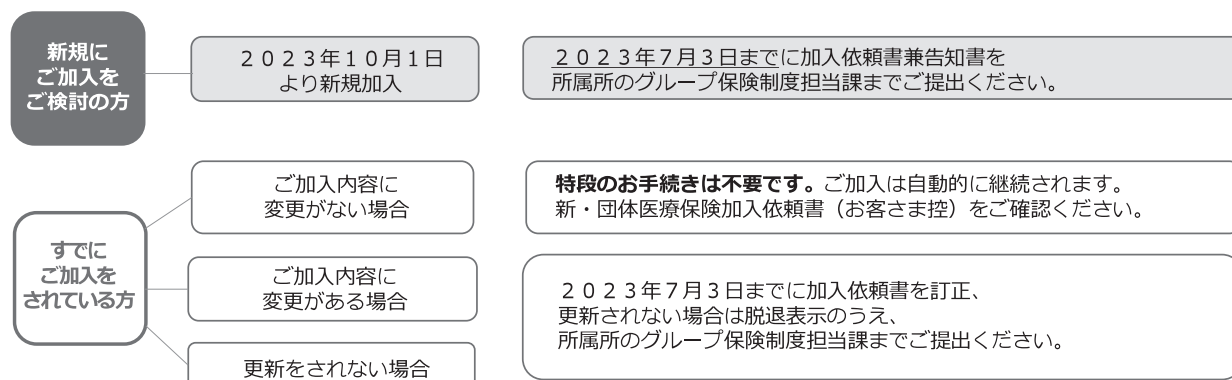 新規に
ご加入を
ご検討の方
２０２３年１０月１日
より新規加入
２０２３年７月３日までに加入依頼書兼告知書を
所属所のグループ保険制度担当課までご提出ください。
すでに
ご加入を
されている方
ご加入内容に
変更がない場合
特段のお手続きは不要です。ご加入は自動的に継続されます。
新・団体医療保険加入依頼書（お客さま控）をご確認ください。
ご加入内容に
変更がある場合
更新をされない場合
２０２３年７月３日までに加入依頼書を訂正、
更新されない場合は脱退表示のうえ、
所属所のグループ保険制度担当課までご提出ください。